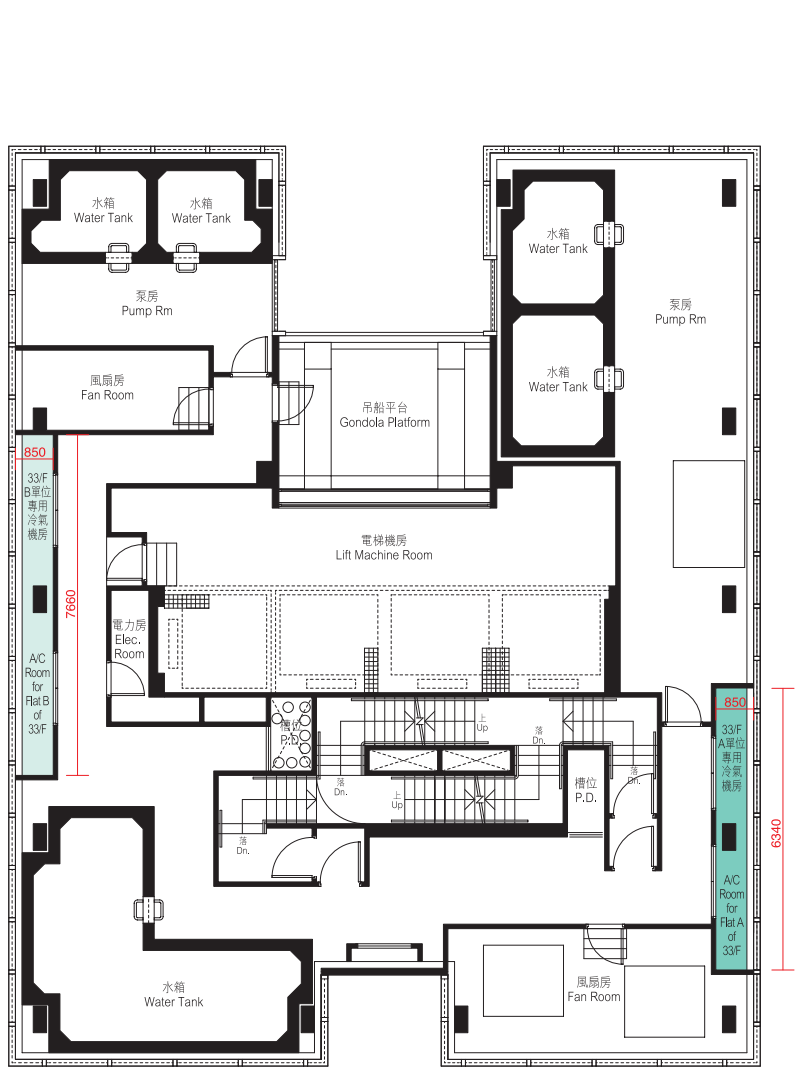 水箱
Water Tank
水箱
Water Tank
水箱
Water Tank
泵房
Pump Rm
泵房
Pump Rm
水箱
Water Tank
風扇房
Fan Room
吊船平台
Gondola Platform
850
33/F
B單位
專用
冷氣
機房
7660
A/C
Room
for
Flat B
of
33/F
電梯機房
Lift Machine Room
電力房
Elec.
Room
槽位
P.D.
上
Up
落
Dn.
落
Dn.
上
Up
落
Dn.
落
Dn.
槽位
P.D.
850
33/F
A單位
專用
冷氣
機房
6340
A/C
Room
for
Flat A
of
33/F
水箱
Water Tank
風扇房
Fan Room